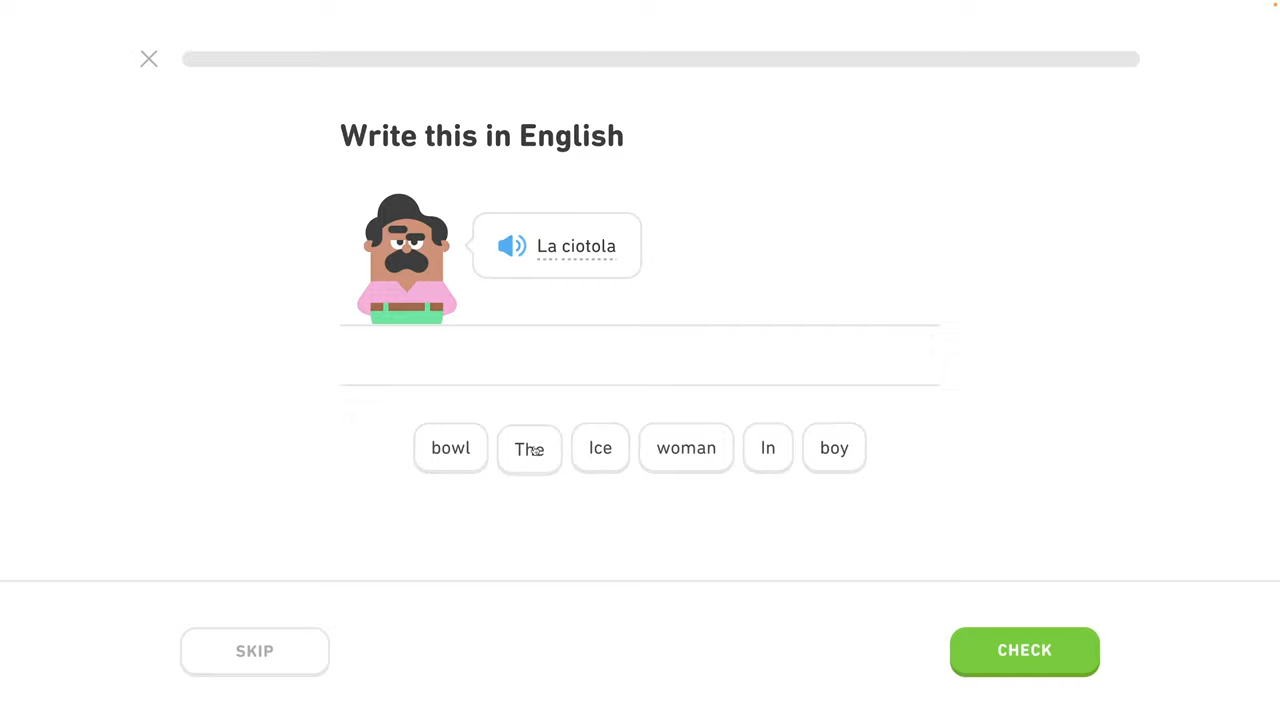 Write this in English
La ciotola
bowl
The
Ice
woman
In
boy
SKIP
CHECK